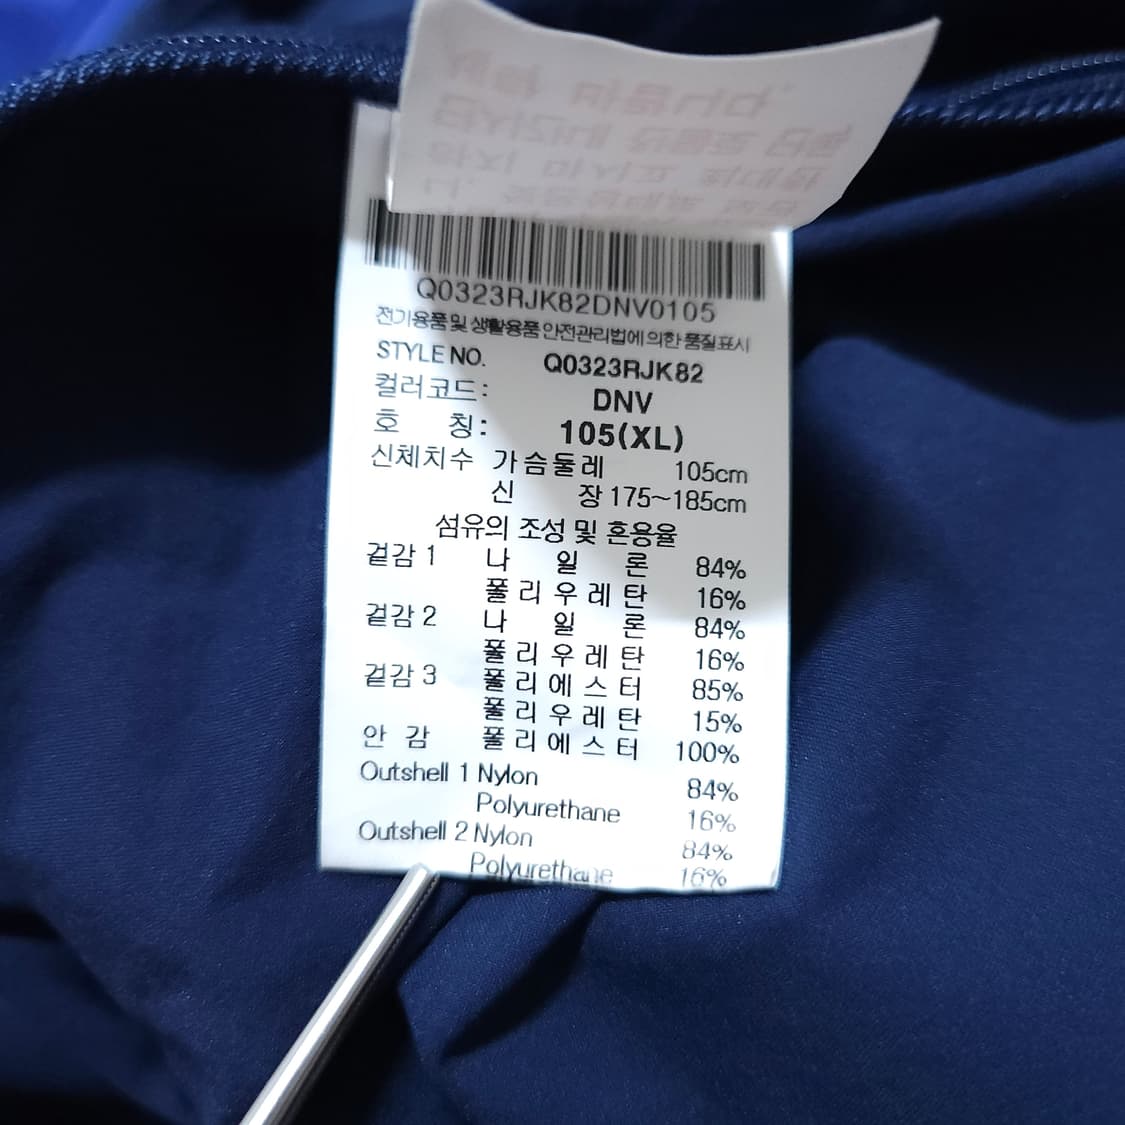 Q0323RJK82DNV0105
전기용품 및 생활용품 안전관리법에 의한 품질표시
STYLE NO. Q0323RJK82
컬러코드: DNV
호 칭: 105(XL)
신체치수 가슴둘레 105cm
신 장 175~185cm
섬유의 조성 및 혼용율
겉감 1 나 일 론 84%
폴리우레탄 16%
겉감 2 나 일 론 84%
폴리우레탄 16%
겉감 3 폴리에스터 85%
폴리우레탄 15%
안 감 폴리에스터 100%
Outshell 1 Nylon 84%
Polyurethane 16%
Outshell 2 Nylon 84%
Polyurethane 16%